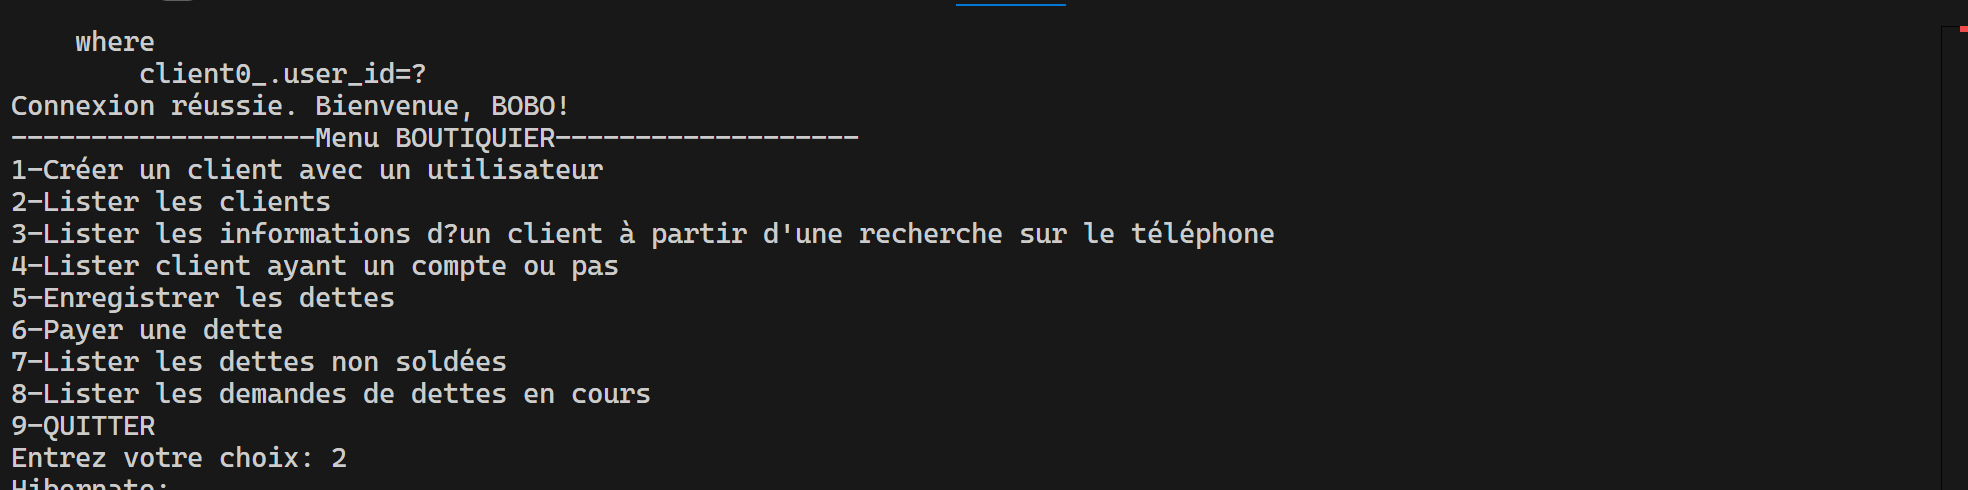 where
client0_.user_id=?
Connexion réussie. Bienvenue, BOBO!
-------------------Menu BOUTIQUIER-------------------
1-Créer un client avec un utilisateur
2-Lister les clients
3-Lister les informations d?un client à partir d'une recherche sur le téléphone
4-Lister client ayant un compte ou pas
5-Enregistrer les dettes
6-Payer une dette
7-Lister les dettes non soldées
8-Lister les demandes de dettes en cours
9-QUITTER
Entrez votre choix: 2
Hibernate: